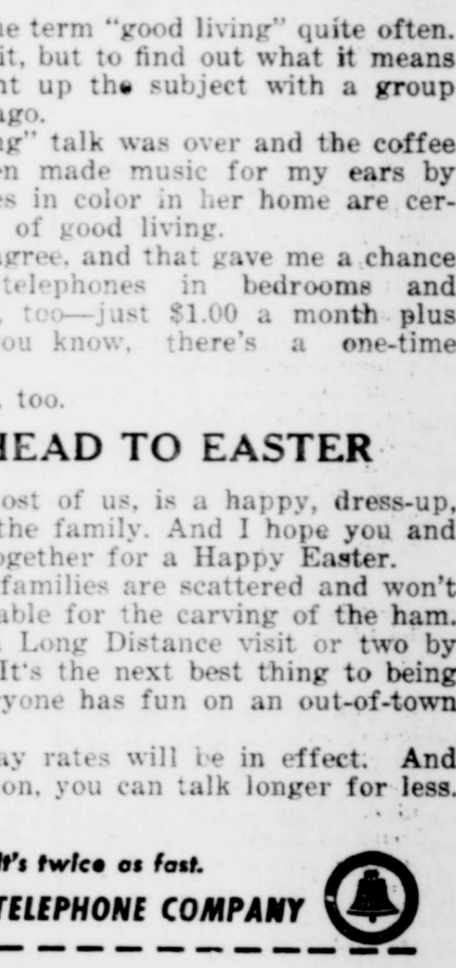 e term “good living” quite often.
it, but to find out what it means
ht up the subject with a group
ago.
ng” talk was over and the coffee
en made music for my ears by
es in color in her home are cer-
of good living.
agree, and that gave me a chance
telephones in bedrooms and
, too—just $1.00 a month plus
ou know, there's a one-time
, too.
HEAD TO EASTER
ost of us, is a happy, dress-up,
the family. And I hope you and
ogether for a Happy Easter.
families are scattered and won't
able for the carving of the ham.
Long Distance visit or two by
It's the next best thing to being
ryone has fun on an out-of-town
ay rates will be in effect. And
on, you can talk longer for less.
It's twice as fast.
TELEPHONE COMPANY